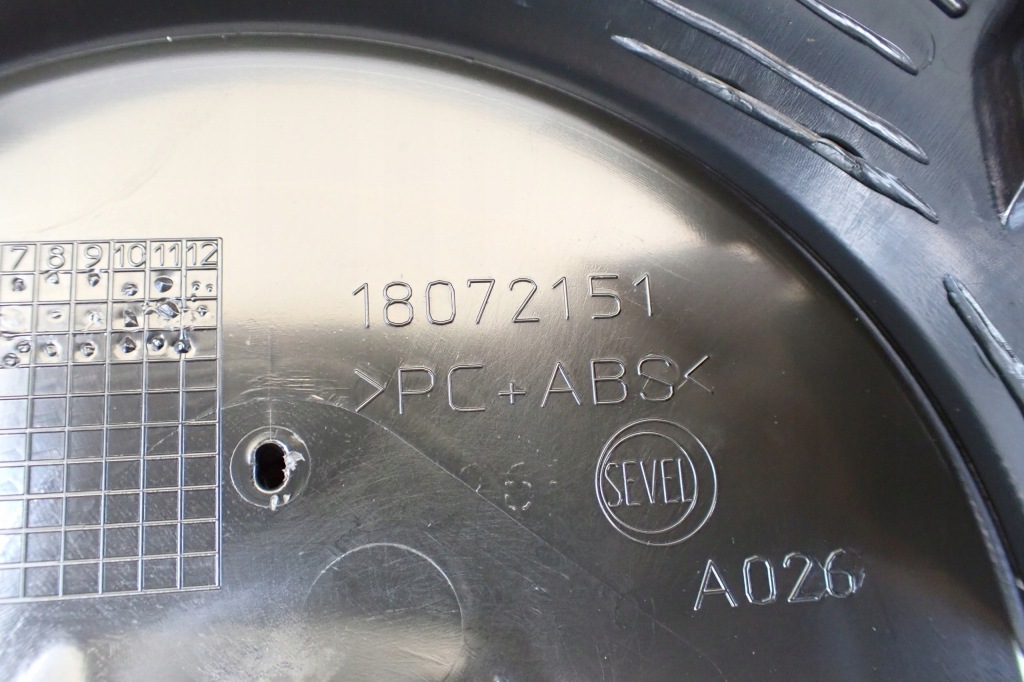 7 8 9 10 11 12
18072151
>PC+ABS<
SEVEL
A026